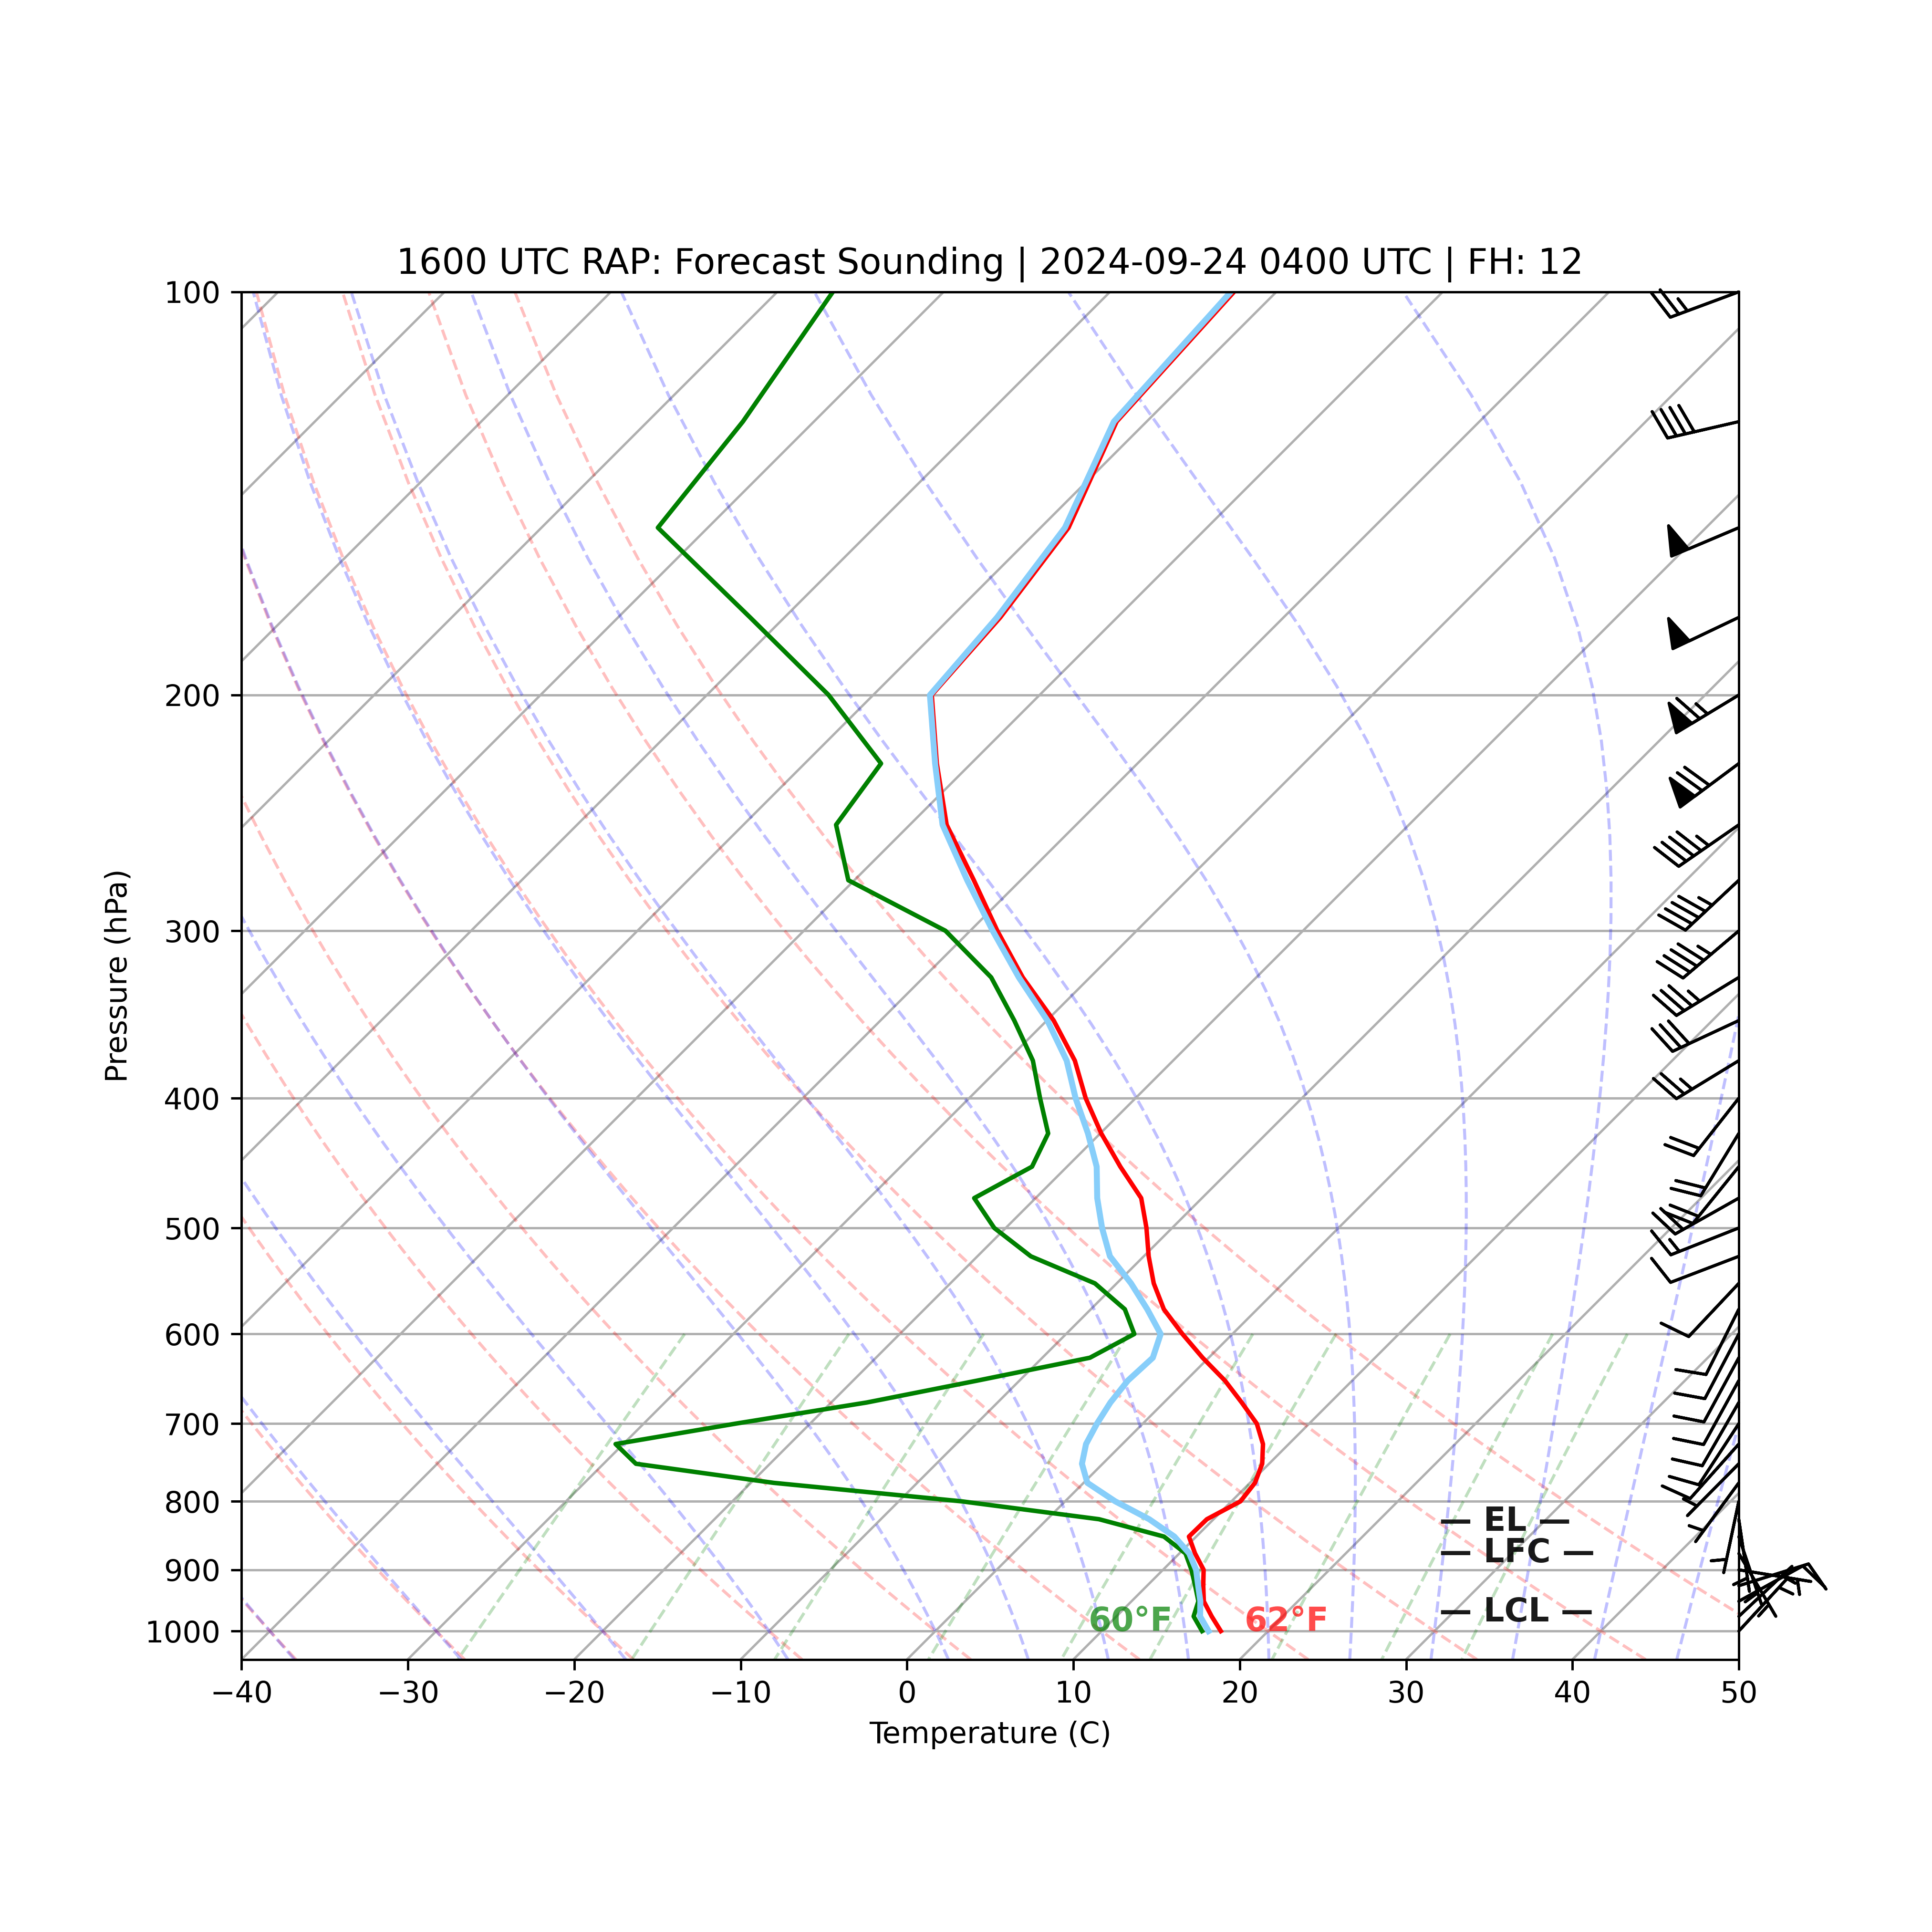 1600 UTC RAP: Forecast Sounding | 2024-09-24 0400 UTC | FH: 12
100
200
300
400
500
600
700
800
900
1000
Pressure (hPa)
— EL —
— LFC —
— LCL —
60°F 62°F
−40 −30 −20 −10 0 10 20 30 40 50
Temperature (C)